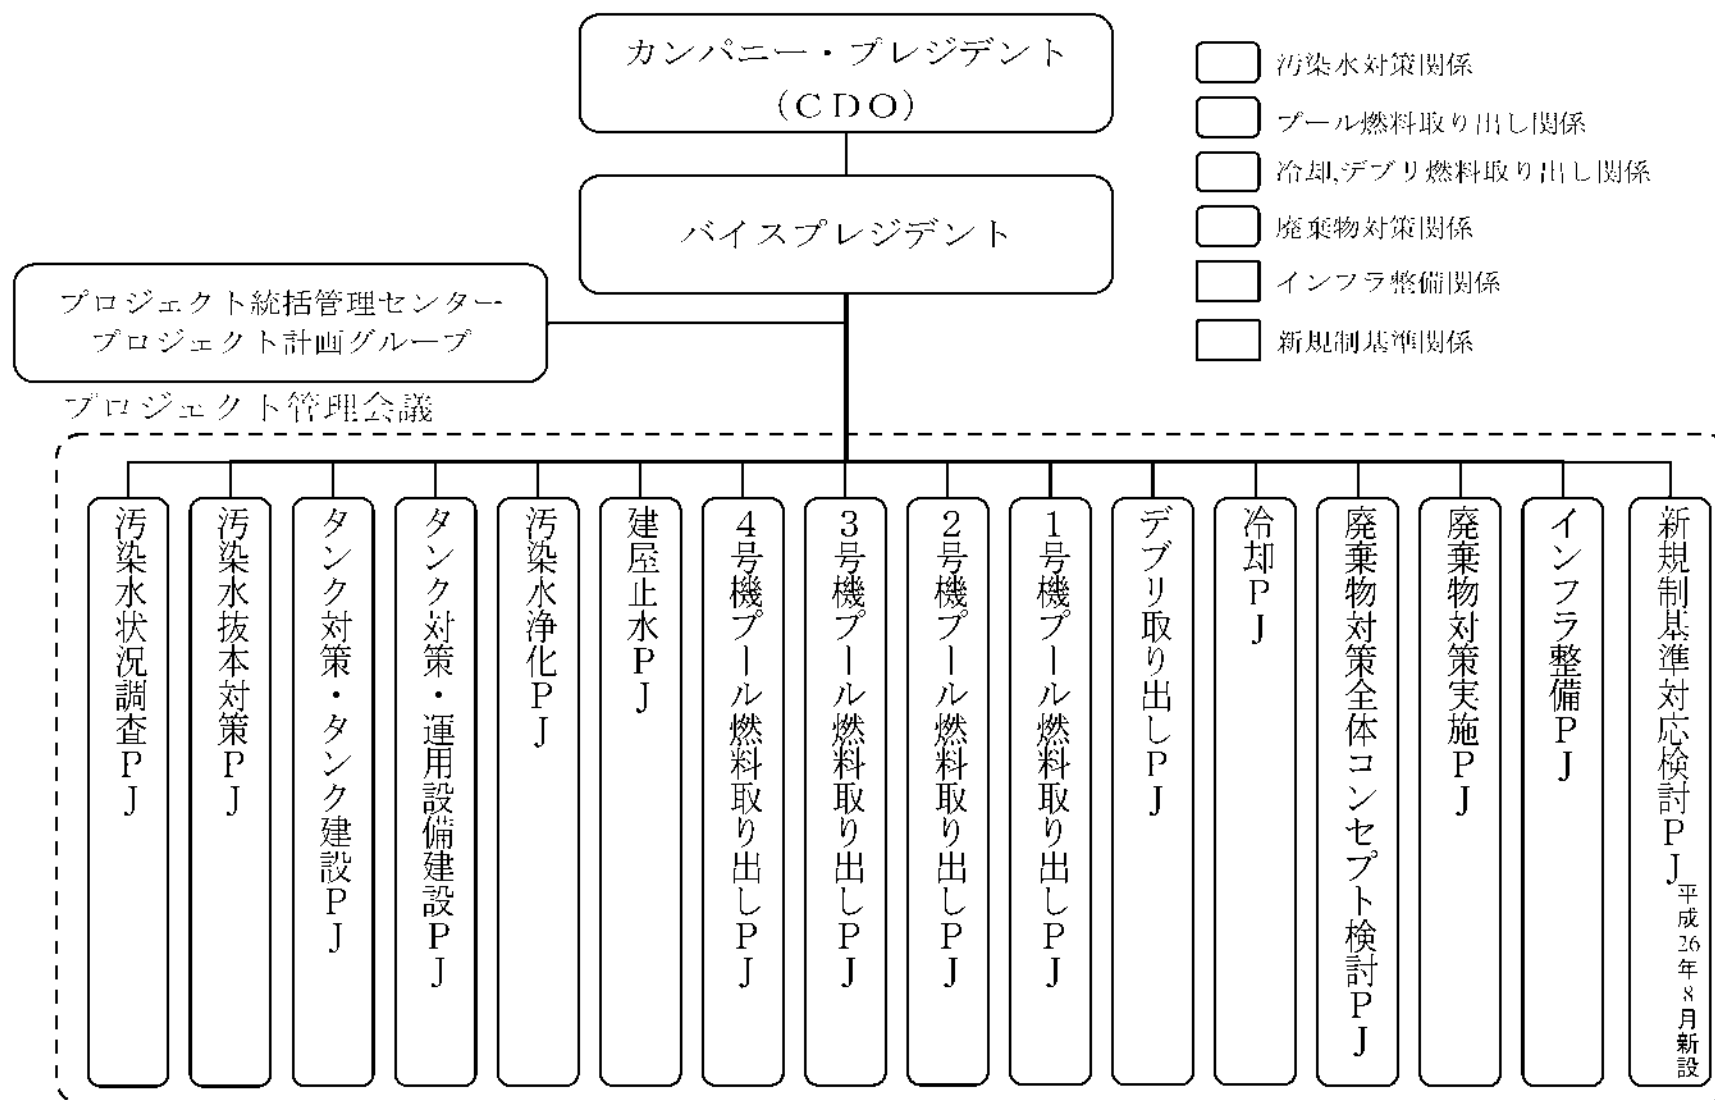 カンパニー・プレジデント
(CDO)
バイスプレジデント
プロジェクト統括管理センター
プロジェクト計画グループ
汚染水対策関係
プール燃料取り出し関係
冷却,デブリ燃料取り出し関係
廃棄物対策関係
インフラ整備関係
新規制基準関係
プロジェクト管理会議
汚染水状況調査PJ
汚染水抜本対策PJ
タンク対策・タンク建設PJ
タンク対策・運用設備建設PJ
汚染水浄化PJ
建屋止水PJ
4号機プール燃料取り出しPJ
3号機プール燃料取り出しPJ
2号機プール燃料取り出しPJ
1号機プール燃料取り出しPJ
デブリ取り出しPJ
冷却PJ
廃棄物対策全体コンセプト検討PJ
廃棄物対策実施PJ
インフラ整備PJ
新規制基準対応検討PJ
平成26年8月新設